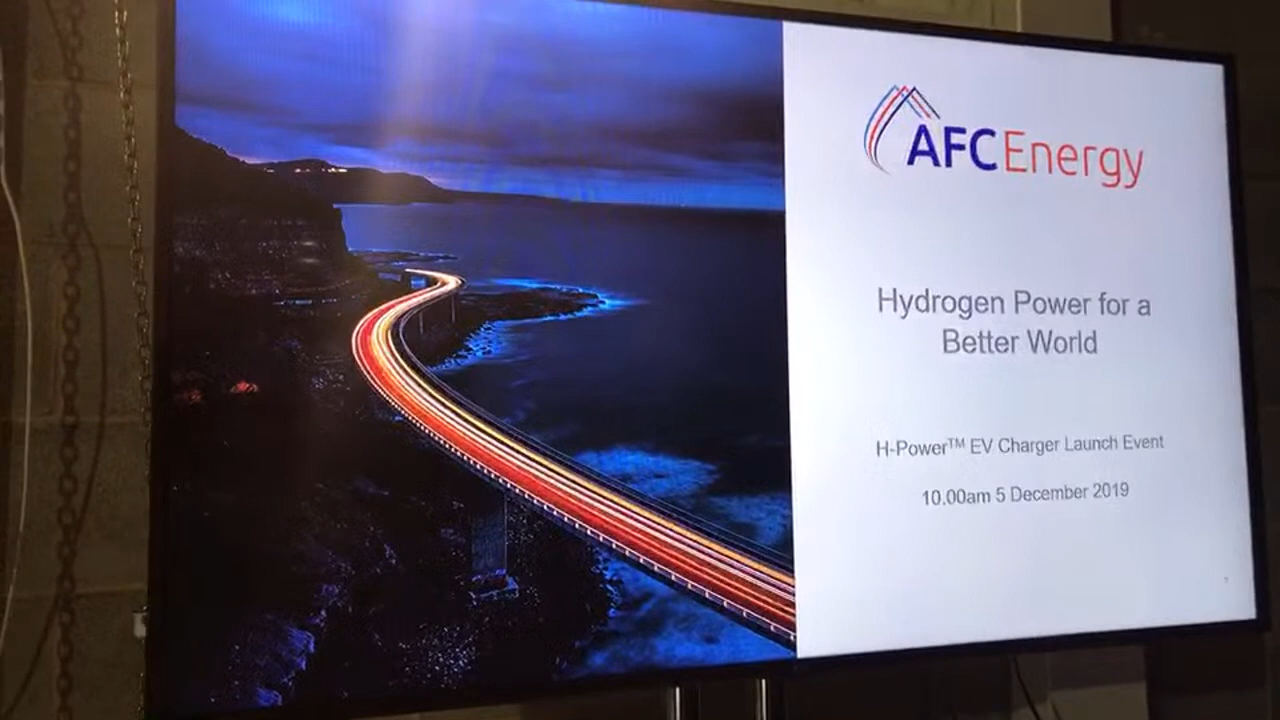 AFC Energy
Hydrogen Power for a
Better World
H-Power™ EV Charger Launch Event
10.00am 5 December 2019